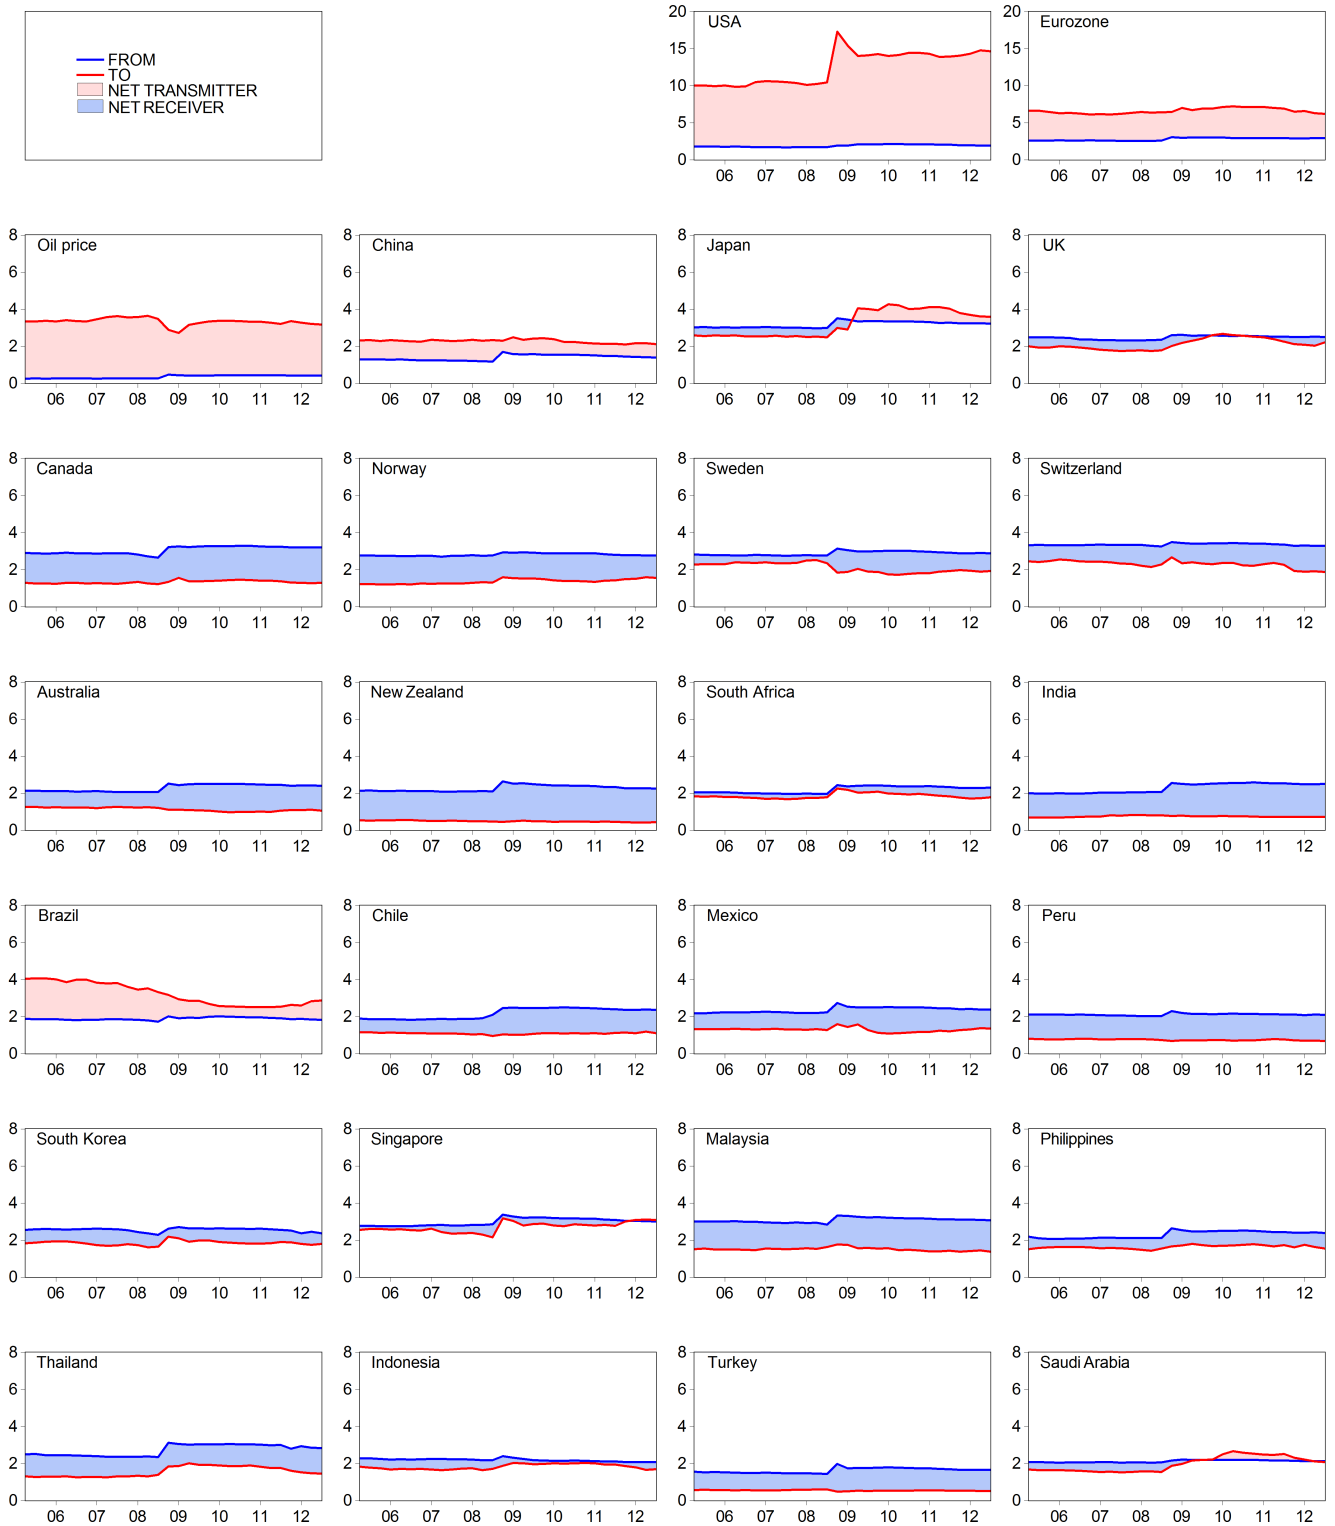 FROM
TO
NET TRANSMITTER
NET RECEIVER
USA
20
15
10
5
0
06 07 08 09 10 11 12
Eurozone
20
15
10
5
0
06 07 08 09 10 11 12
Oil price
8
6
4
2
0
06 07 08 09 10 11 12
China
8
6
4
2
0
06 07 08 09 10 11 12
Japan
8
6
4
2
0
06 07 08 09 10 11 12
UK
8
6
4
2
0
06 07 08 09 10 11 12
Canada
8
6
4
2
0
06 07 08 09 10 11 12
Norway
8
6
4
2
0
06 07 08 09 10 11 12
Sweden
8
6
4
2
0
06 07 08 09 10 11 12
Switzerland
8
6
4
2
0
06 07 08 09 10 11 12
Australia
8
6
4
2
0
06 07 08 09 10 11 12
New Zealand
8
6
4
2
0
06 07 08 09 10 11 12
South Africa
8
6
4
2
0
06 07 08 09 10 11 12
India
8
6
4
2
0
06 07 08 09 10 11 12
Brazil
8
6
4
2
0
06 07 08 09 10 11 12
Chile
8
6
4
2
0
06 07 08 09 10 11 12
Mexico
8
6
4
2
0
06 07 08 09 10 11 12
Peru
8
6
4
2
0
06 07 08 09 10 11 12
South Korea
8
6
4
2
0
06 07 08 09 10 11 12
Singapore
8
6
4
2
0
06 07 08 09 10 11 12
Malaysia
8
6
4
2
0
06 07 08 09 10 11 12
Philippines
8
6
4
2
0
06 07 08 09 10 11 12
Thailand
8
6
4
2
0
06 07 08 09 10 11 12
Indonesia
8
6
4
2
0
06 07 08 09 10 11 12
Turkey
8
6
4
2
0
06 07 08 09 10 11 12
Saudi Arabia
8
6
4
2
0
06 07 08 09 10 11 12